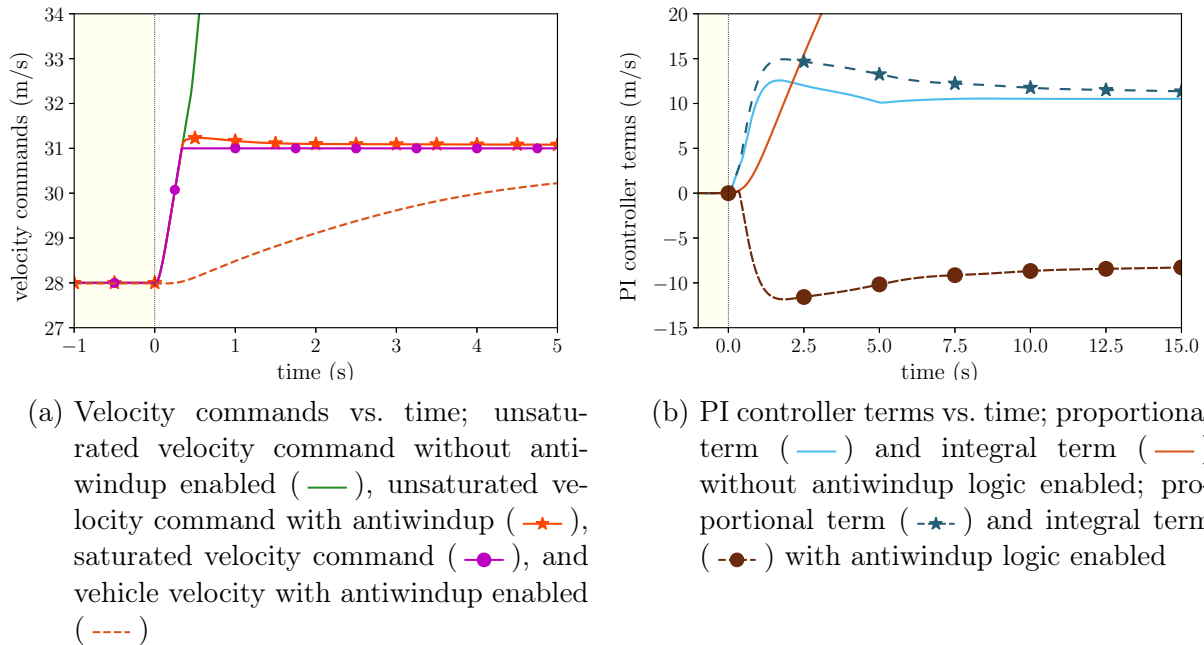 34
33
32
31
30
29
28
27
−1
0
1
2
3
4
5
time (s)
velocity commands (m/s)
20
15
10
5
0
−5
−10
−15
0.0
2.5
5.0
7.5
10.0
12.5
15.0
time (s)
PI controller terms (m/s)
(a) Velocity commands vs. time; unsatu-
rated velocity command without anti-
windup enabled ( ), unsaturated ve-
locity command with antiwindup ( ),
saturated velocity command ( ), and
vehicle velocity with antiwindup enabled
( )
(b) PI controller terms vs. time; proportional
term ( ) and integral term ( )
without antiwindup logic enabled; pro-
portional term ( ) and integral term
( ) with antiwindup logic enabled